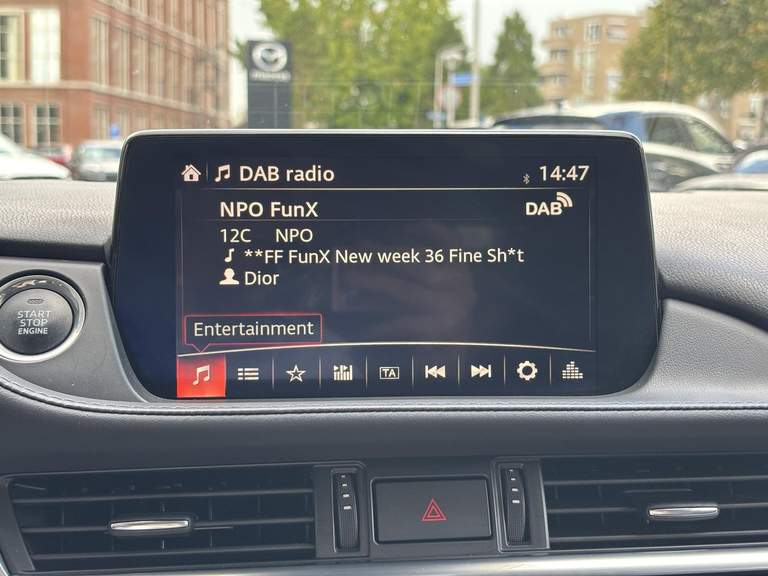 mazda
DAB radio 14:47
NPO FunX DAB
12C NPO
**FF FunX New week 36 Fine Sh*t
Dior
Entertainment
TA
START
STOP
ENGINE